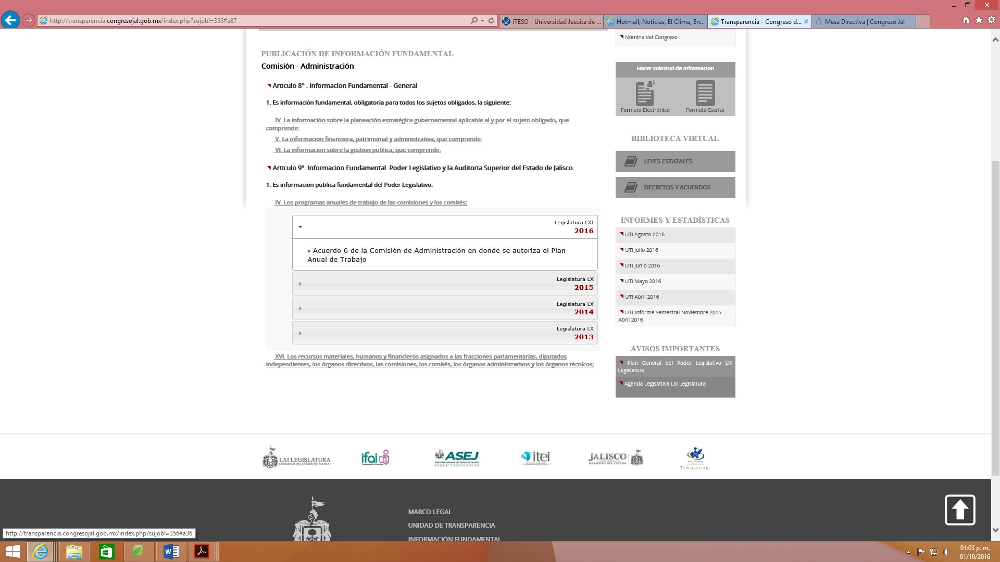 http://transparencia.congresojal.gob.mx/index.php?sujobl=356#a87
ITESO - Universidad Jesuita de ...
Hotmail, Noticias, El Clima, En...
Transparencia - Congreso d...
Mesa Directiva | Congreso Jal
PUBLICACIÓN DE INFORMACIÓN FUNDAMENTAL
Comisión - Administración
Artículo 8° . Información Fundamental - General
1. Es información fundamental, obligatoria para todos los sujetos obligados, la siguiente:
IV. La información sobre la planeación estratégica gubernamental aplicable al y por el sujeto obligado, que
comprende:
V. La información financiera, patrimonial y administrativa, que comprende:
VI. La información sobre la gestión pública, que comprende:
Artículo 9°. Información Fundamental Poder Legislativo y la Auditoría Superior del Estado de Jalisco.
1. Es información pública fundamental del Poder Legislativo:
IV. Los programas anuales de trabajo de las comisiones y los comités;
Legislatura LXI
2016
Acuerdo 6 de la Comisión de Administración en donde se autoriza el Plan
Anual de Trabajo
Legislatura LX
2015
Legislatura LX
2014
Legislatura LX
2013
XVI. Los recursos materiales, humanos y financieros asignados a las fracciones parlamentarias, diputados
independientes, los órganos directivos, las comisiones, los comités, los órganos administrativos y los órganos técnicos;
Nómina del Congreso
Hacer solicitud de información
Formato Electrónico
Formato Escrito
BIBLIOTECA VIRTUAL
LEYES ESTATALES
DECRETOS Y ACUERDOS
INFORMES Y ESTADÍSTICAS
UTI Agosto 2016
UTI Julio 2016
UTI Junio 2016
UTI Mayo 2016
UTI Abril 2016
UTI-Informe Semestral Noviembre 2015-
Abril 2016
AVISOS IMPORTANTES
Plan General del Poder Legislativo LXI
Legislatura
Agenda Legislativa LXI Legislatura
LXI LEGISLATURA
CONGRESO DEL ESTADO DE JALISCO
ifai
ASEJ
AUDITORÍA SUPERIOR DEL ESTADO DE JALISCO
PODER LEGISLATIVO
itei
JALISCO
GOBIERNO DEL ESTADO
Por la Justicia
y la Democracia
Transparencia
MARCO LEGAL
UNIDAD DE TRANSPARENCIA
INFORMACIÓN FUNDAMENTAL
http://transparencia.congresojal.gob.mx/index.php?sujobl=356#a36
01:03 p. m.
01/10/2016